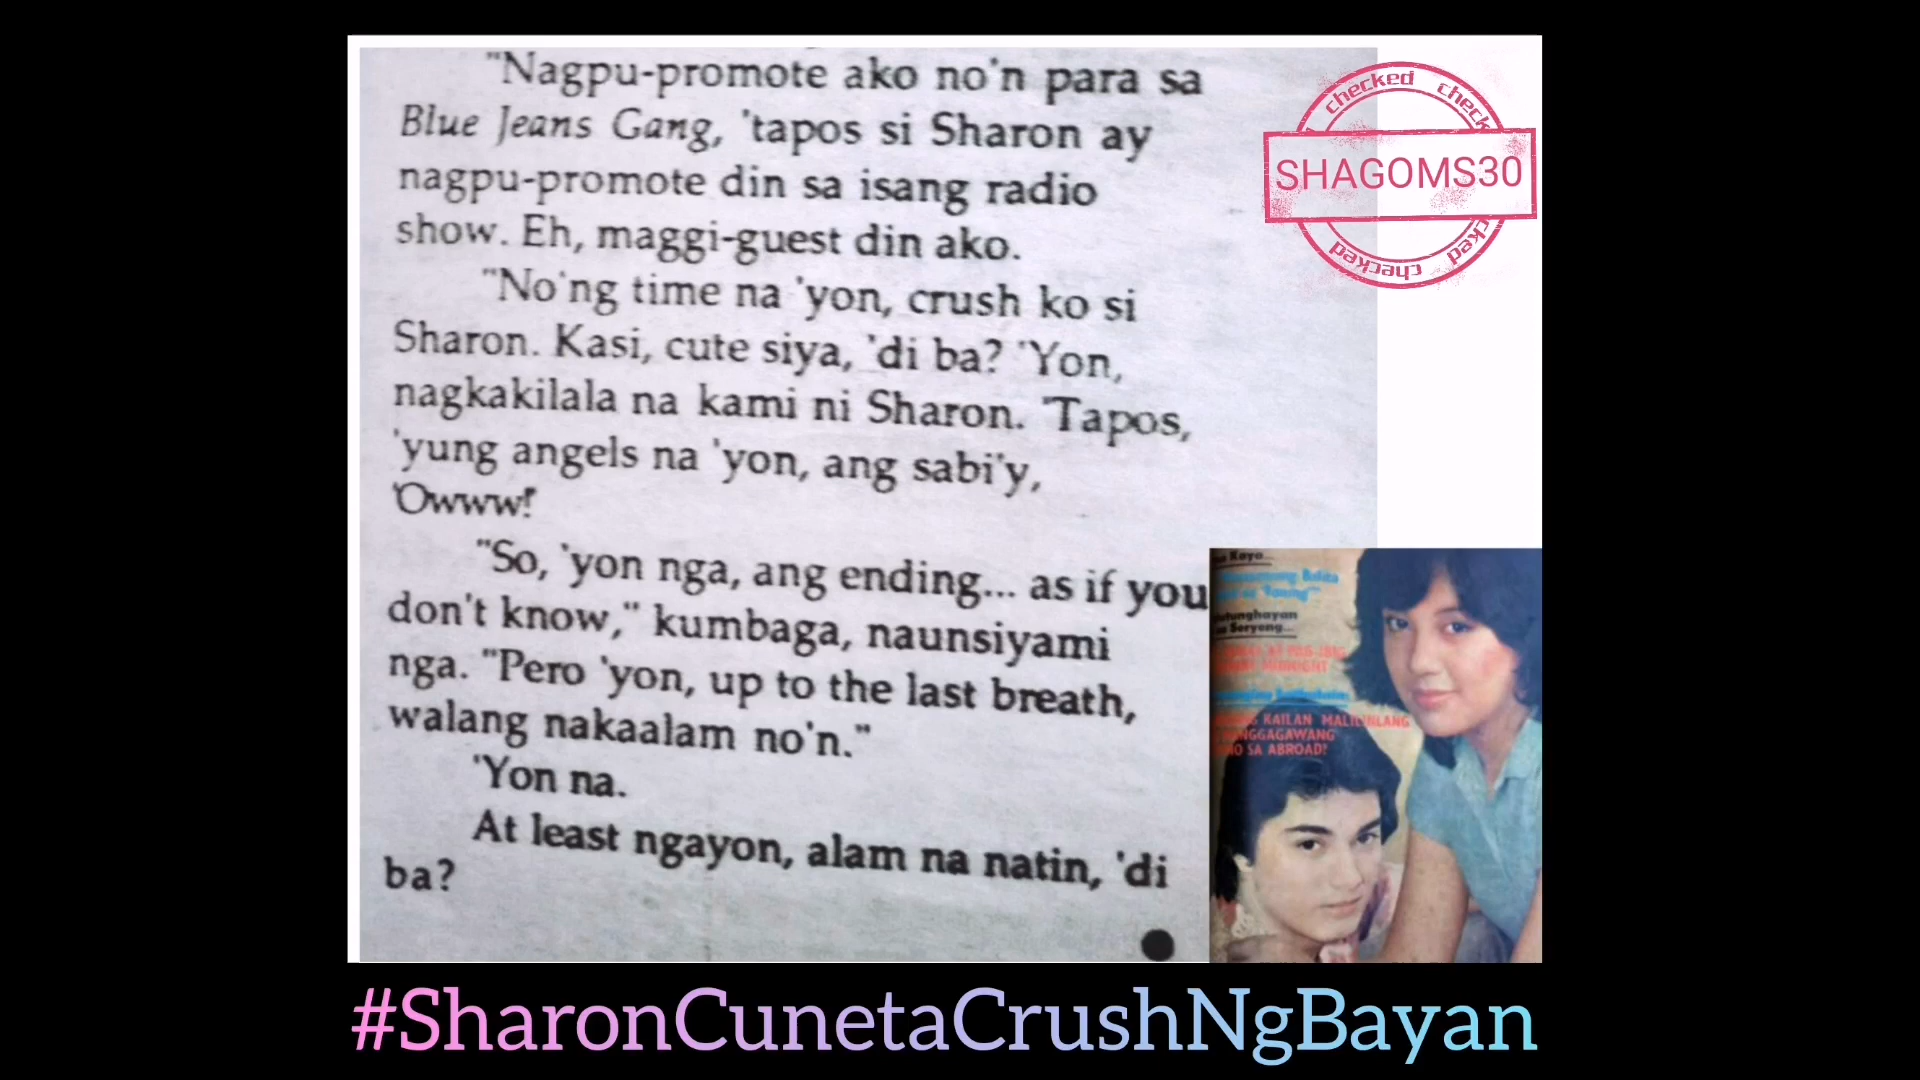 "Nagpu-promote ako no'n para sa
Blue Jeans Gang, 'tapos si Sharon ay
nagpu-promote din sa isang radio
show. Eh, maggi-guest din ako.
"No'ng time na 'yon, crush ko si
Sharon. Kasi, cute siya, 'di ba? 'Yon,
nagkakilala na kami ni Sharon. 'Tapos,
'yung angels na 'yon, ang sabi'y,
'Owww!'
"So, 'yon nga, ang ending... as if you
don't know," kumbaga, naunsiyami
nga. "Pero 'yon, up to the last breath,
walang nakaalam no'n."
'Yon na.
At least ngayon, alam na natin, 'di
ba?
checked check
SHAGOMS30
checked
Kaya...
Seryeng...
MIDNIGHT
KAILAN
SA ABROAD?
#SharonCunetaCrushNgBayan